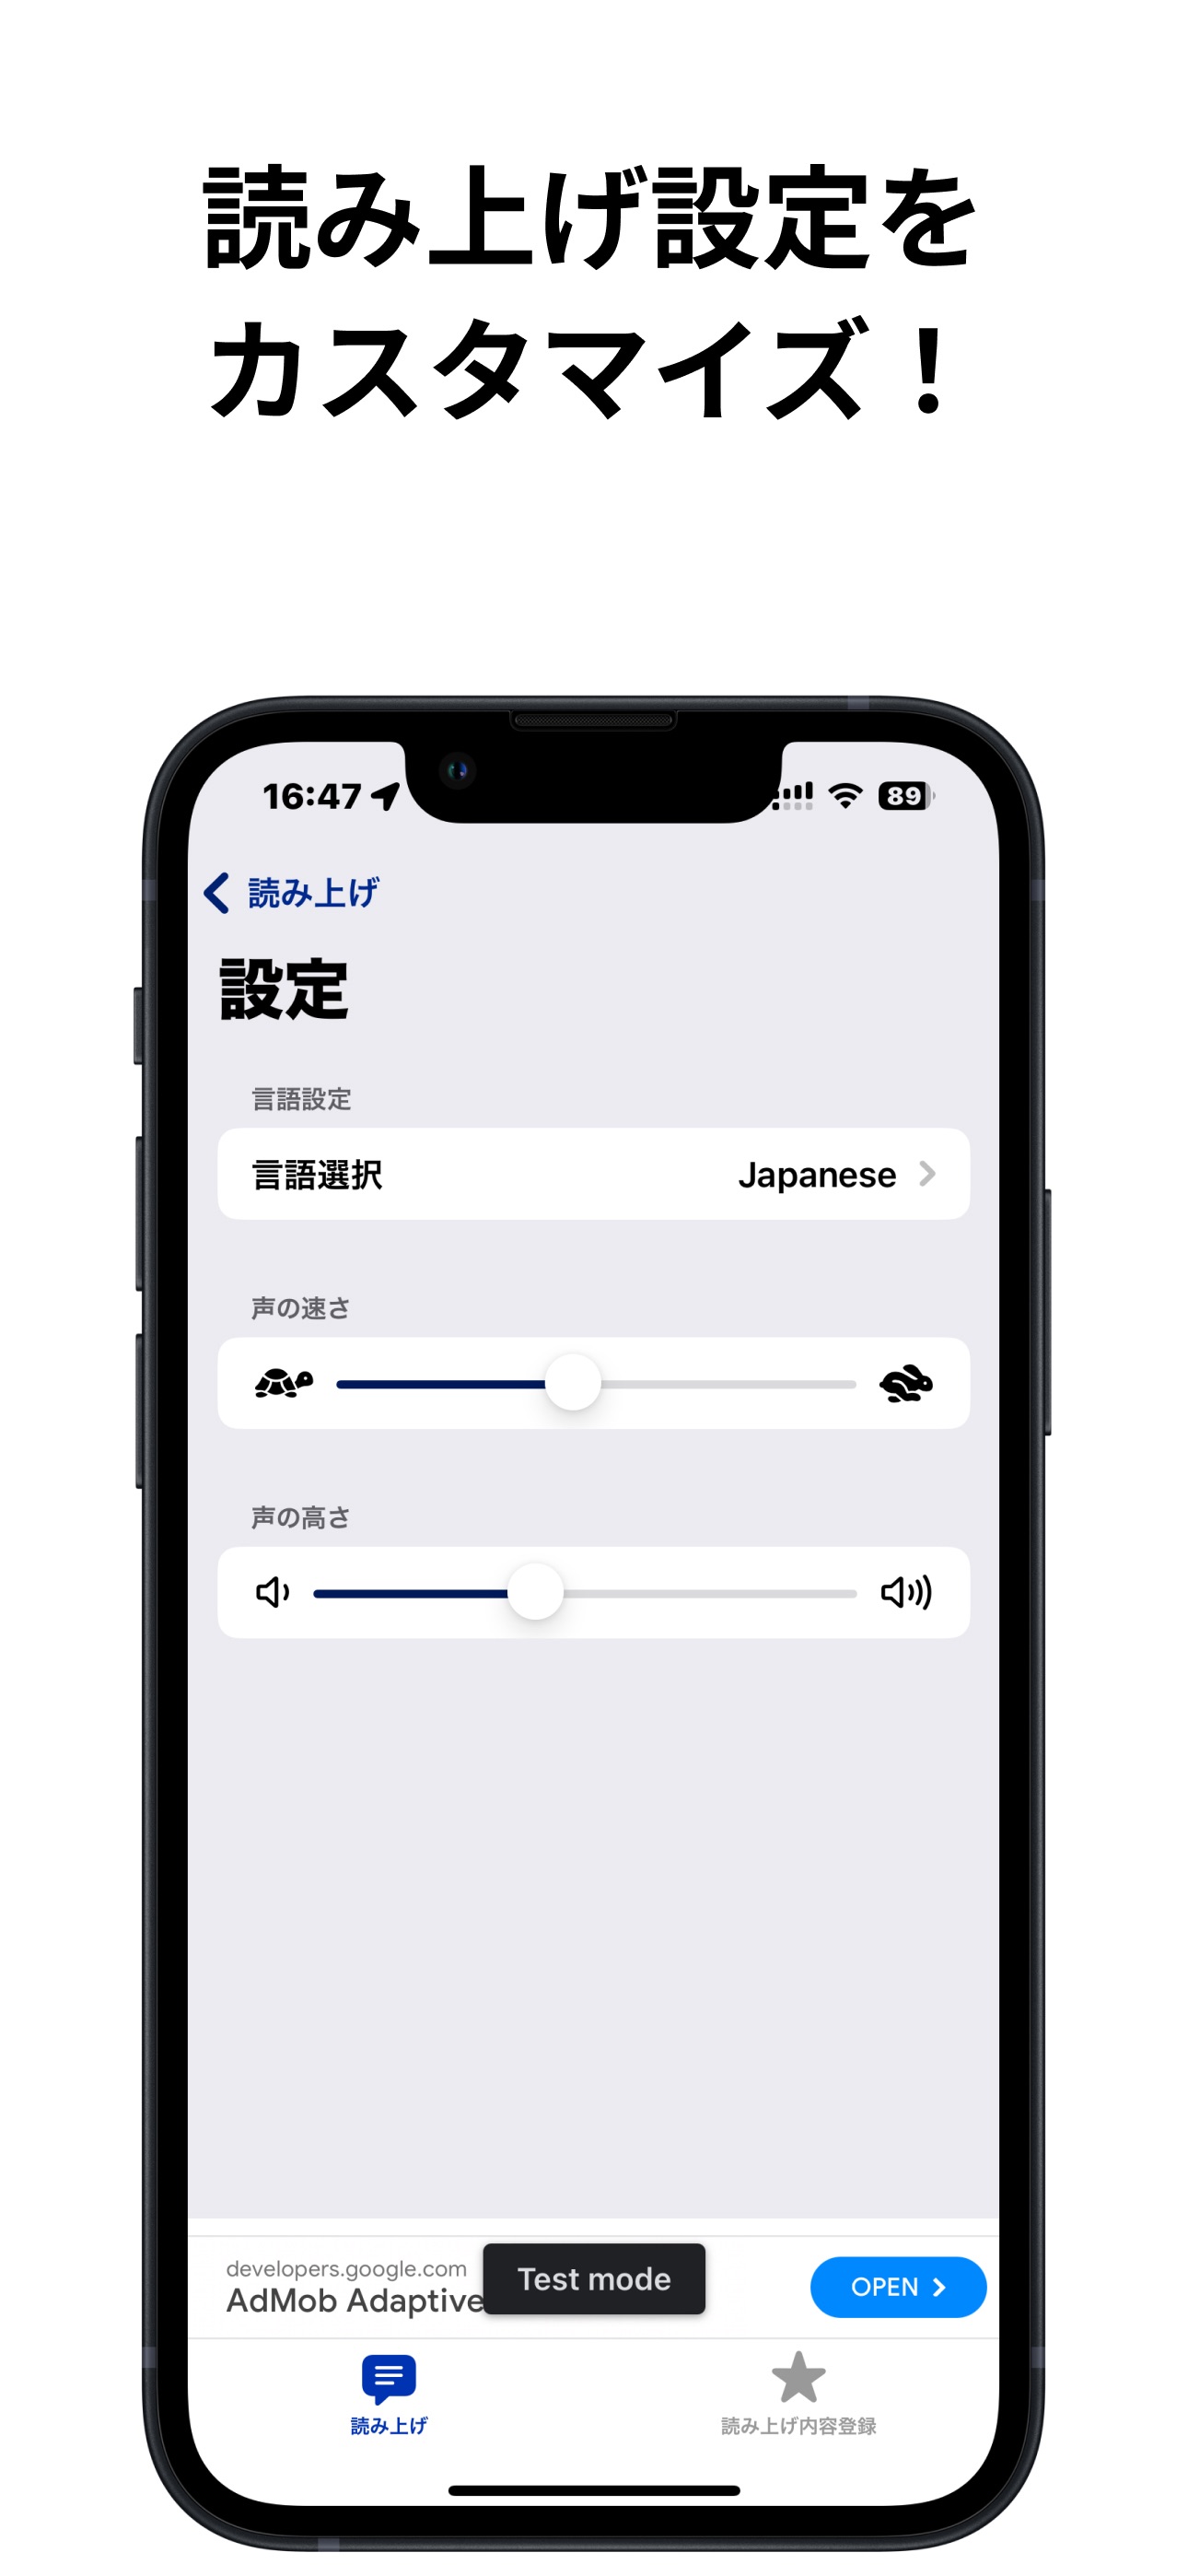 読み上げ設定を
カスタマイズ！
16:47
89
読み上げ
設定
言語設定
言語選択 Japanese
声の速さ
声の高さ
developers.google.com
AdMob Adaptive
Test mode
OPEN
読み上げ
読み上げ内容登録